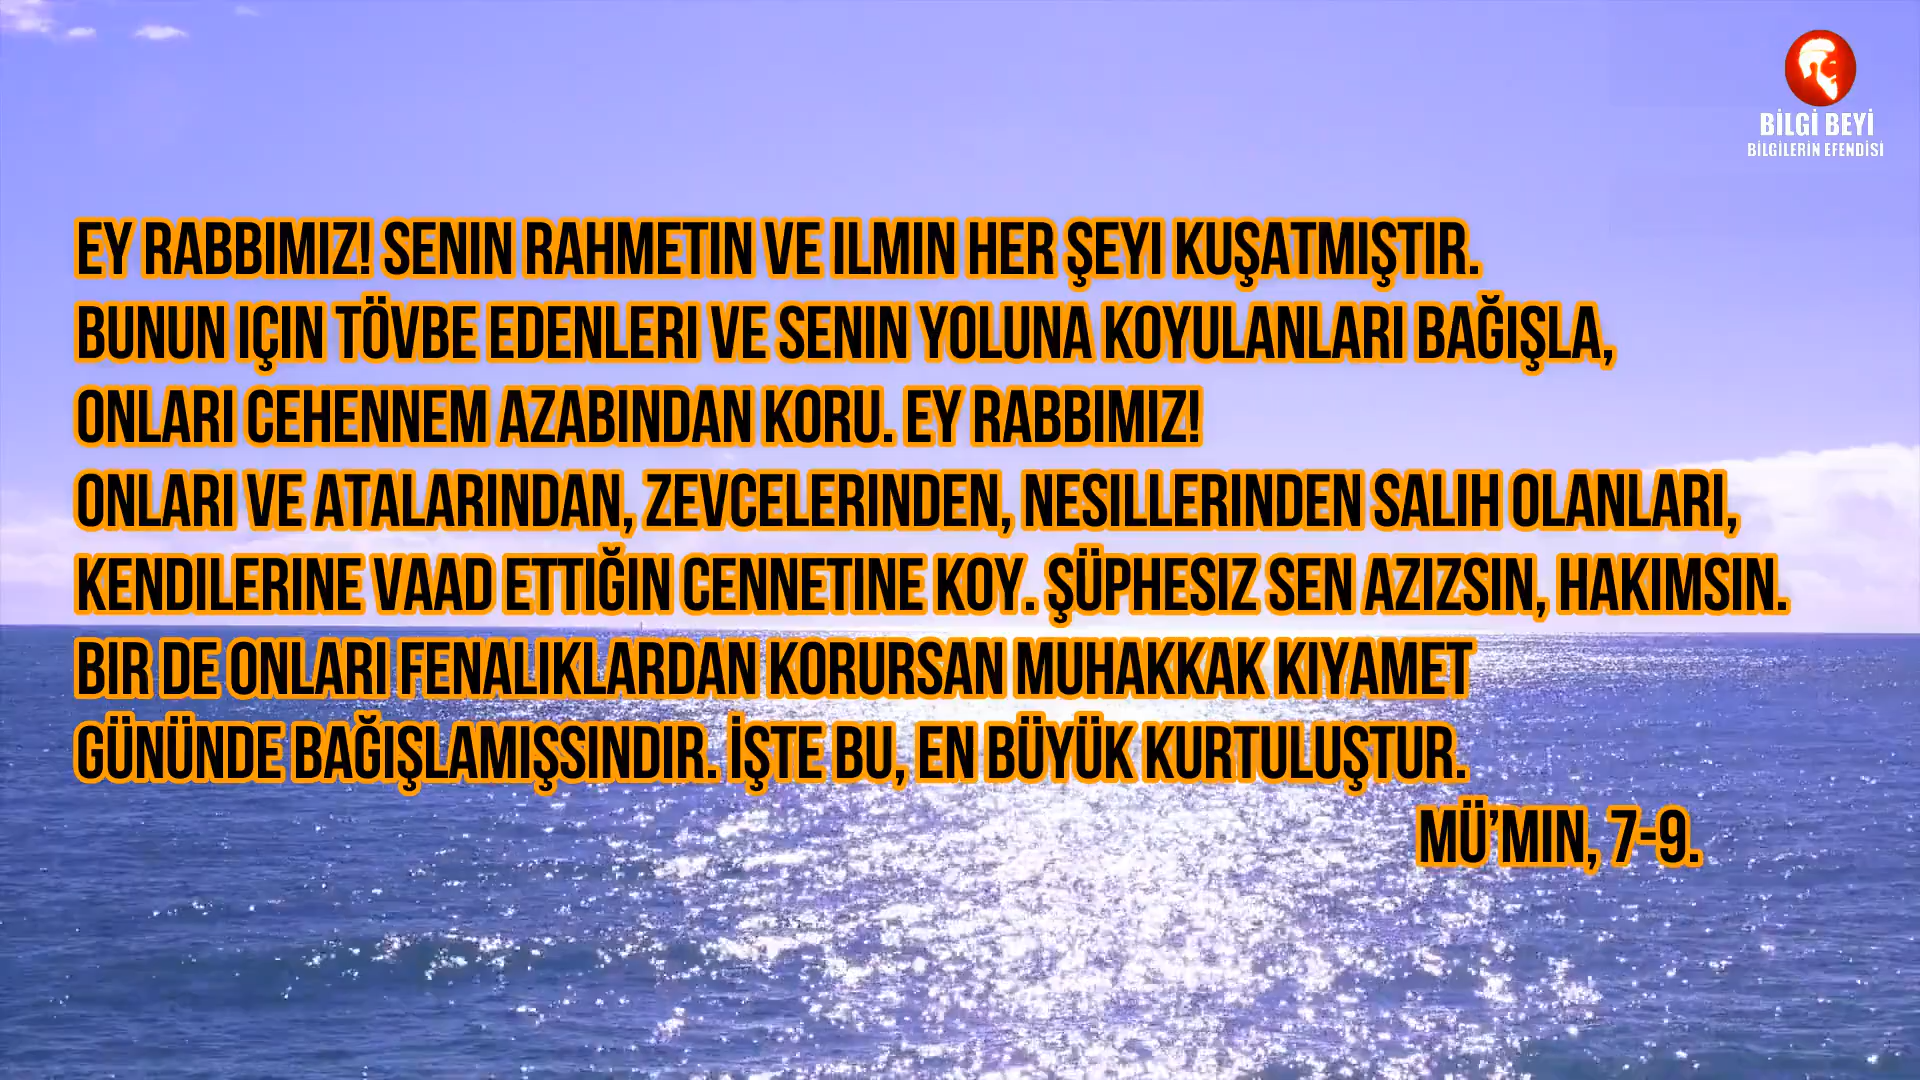 BİLGİ BEYİ
BİLGİLERİN EFENDİSİ
EY RABBIMIZ! SENIN RAHMETIN VE ILMIN HER ŞEYI KUŞATMIŞTIR.
BUNUN IÇIN TÖVBE EDENLERI VE SENIN YOLUNA KOYULANLARI BAĞIŞLA,
ONLARI CEHENNEM AZABINDAN KORU. EY RABBIMIZ!
ONLARI VE ATALARINDAN, ZEVCELERINDEN, NESILLERINDEN SALIH OLANLARI,
KENDILERINE VAAD ETTIĞIN CENNETINE KOY. ŞÜPHESIZ SEN AZIZSIN, HAKIMSIN.
BIR DE ONLARI FENALIKLARDAN KORURSAN MUHAKKAK KIYAMET
GÜNÜNDE BAĞIŞLAMIŞSINDIR. İŞTE BU, EN BÜYÜK KURTULUŞTUR.
MÜ’MIN, 7-9.